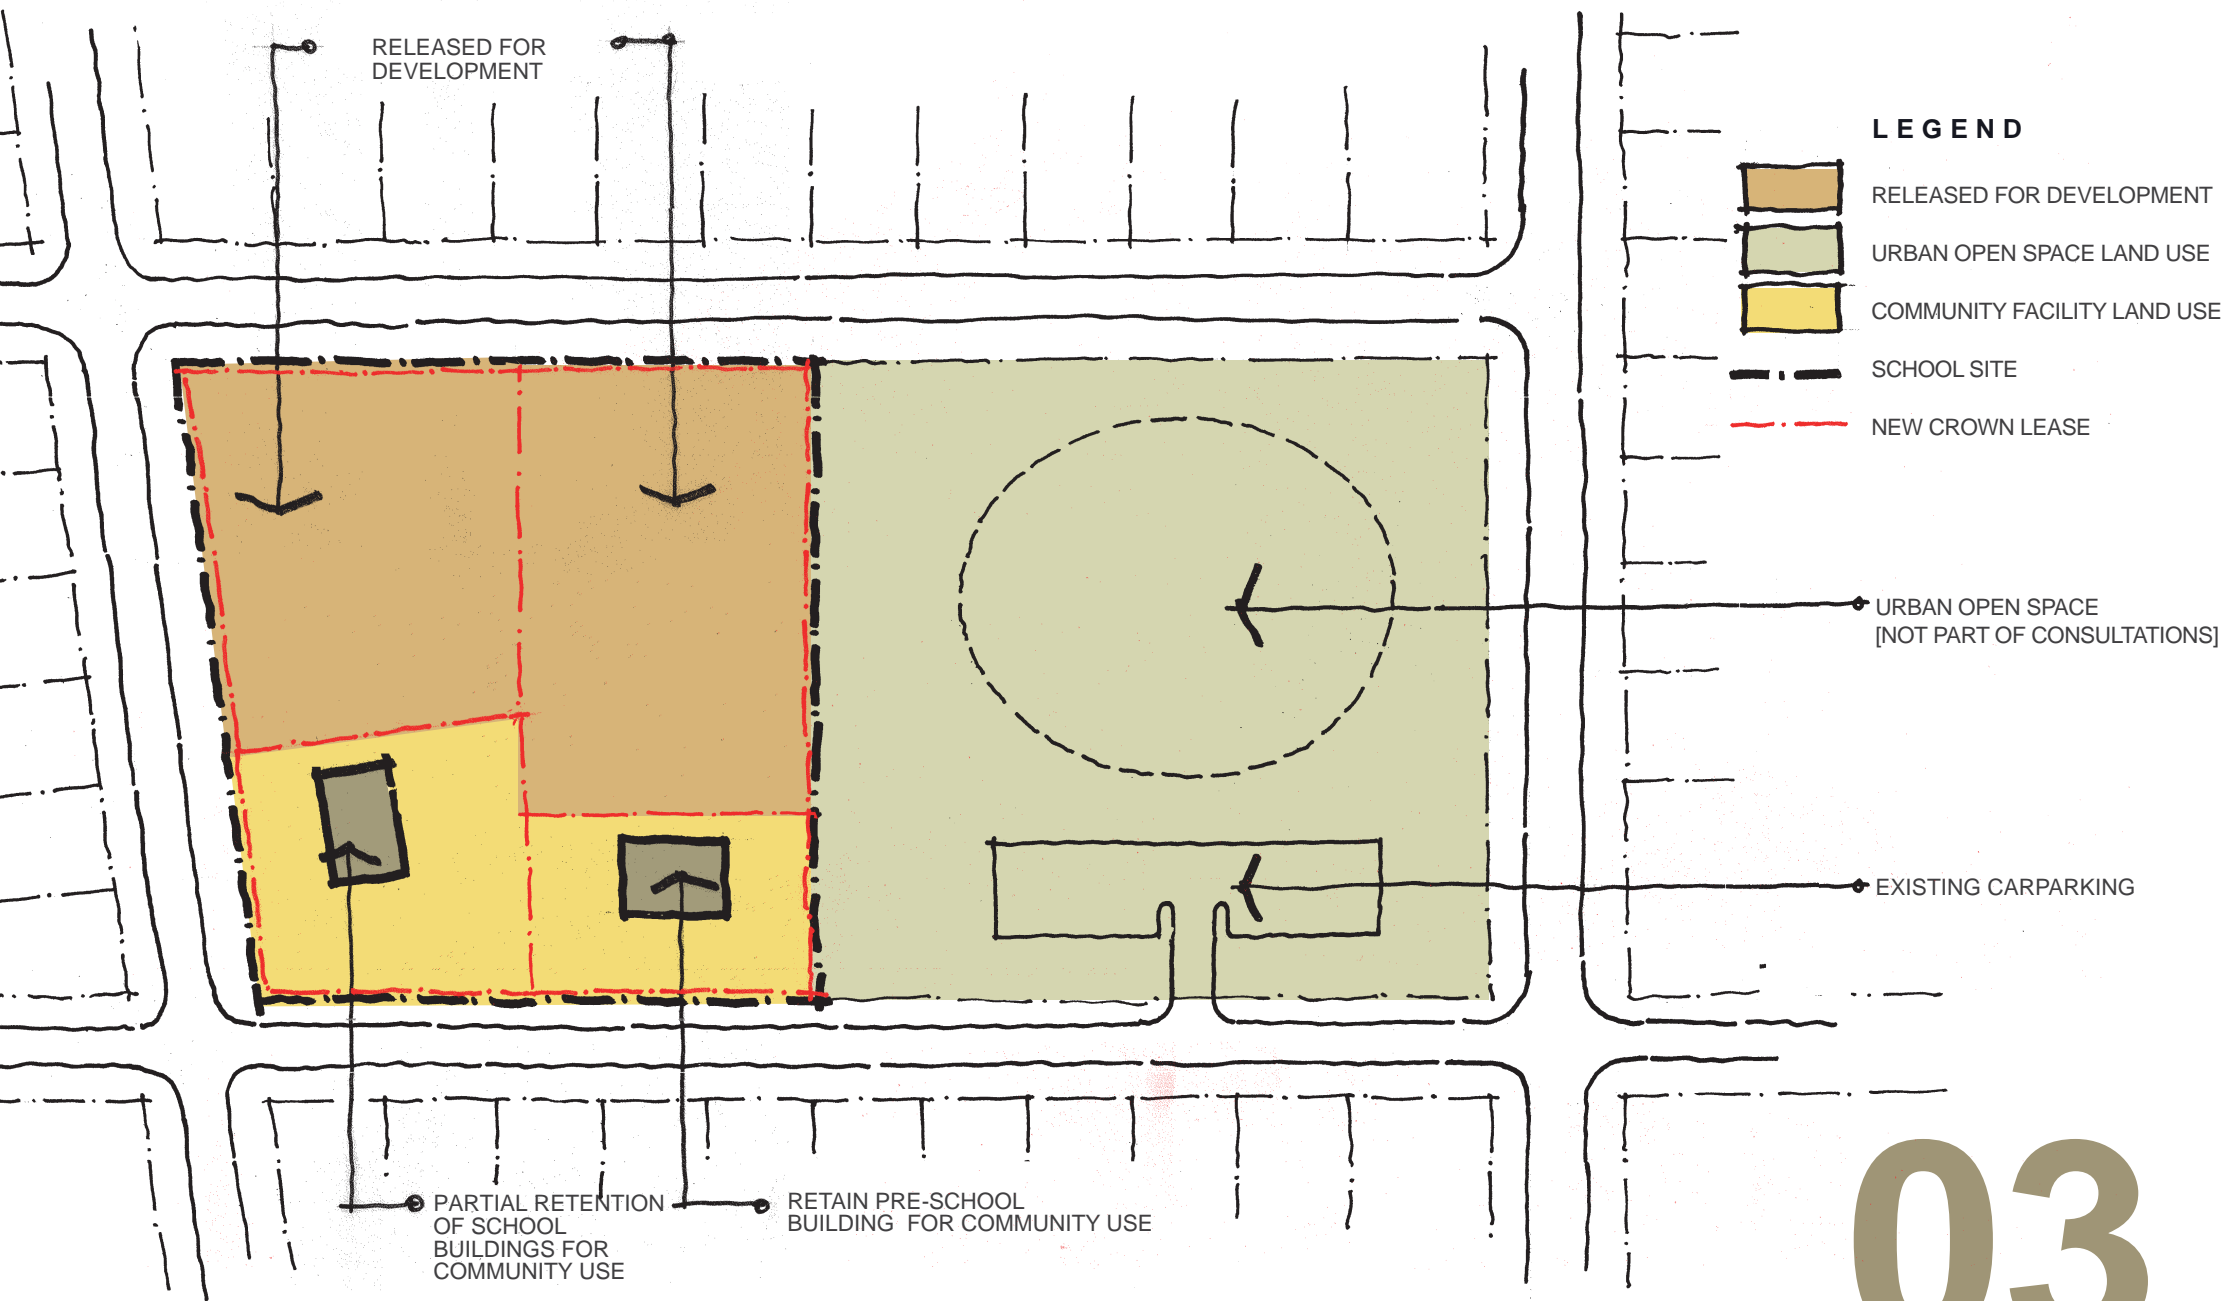 RELEASED FOR
DEVELOPMENT
LEGEND
RELEASED FOR DEVELOPMENT
URBAN OPEN SPACE LAND USE
COMMUNITY FACILITY LAND USE
SCHOOL SITE
NEW CROWN LEASE
URBAN OPEN SPACE
[NOT PART OF CONSULTATIONS]
EXISTING CARPARKING
PARTIAL RETENTION
OF SCHOOL
BUILDINGS FOR
COMMUNITY USE
RETAIN PRE-SCHOOL
BUILDING FOR COMMUNITY USE
03